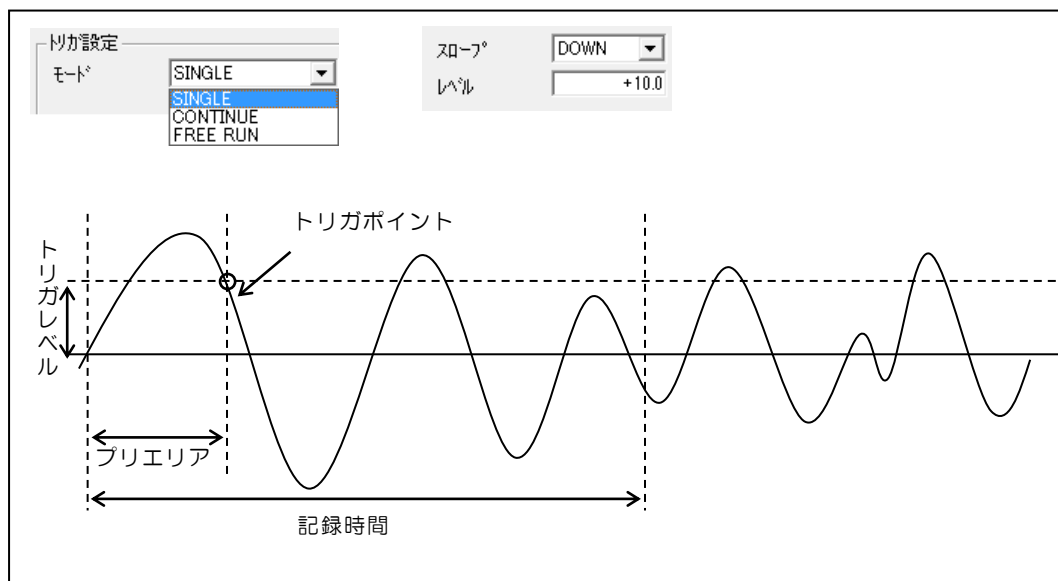 トリガ設定
モード
SINGLE
SINGLE
CONTINUE
FREE RUN
スロープ
DOWN
レベル
+10.0
トリガポイント
トリガレベル
プリエリア
記録時間